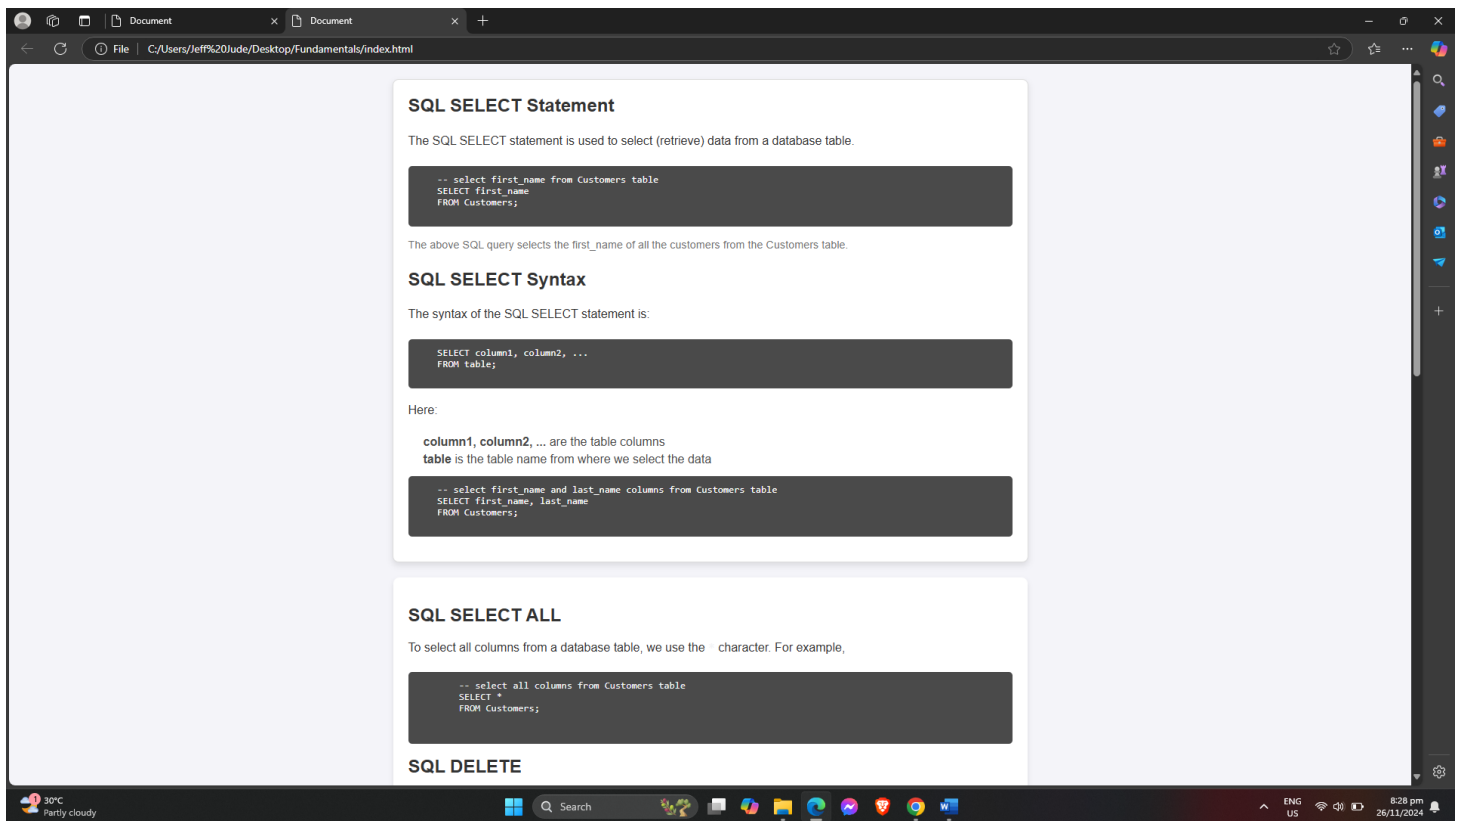 Document
Document
File
C:/Users/Jeff%20Jude/Desktop/Fundamentals/index.html
SQL SELECT Statement
The SQL SELECT statement is used to select (retrieve) data from a database table.
-- select first_name from Customers table
SELECT first_name
FROM Customers;
The above SQL query selects the first_name of all the customers from the Customers table.
SQL SELECT Syntax
The syntax of the SQL SELECT statement is:
SELECT column1, column2, ...
FROM table;
Here:
column1, column2, ... are the table columns
table is the table name from where we select the data
-- select first_name and last_name columns from Customers table
SELECT first_name, last_name
FROM Customers;
SQL SELECT ALL
To select all columns from a database table, we use the character. For example,
-- select all columns from Customers table
SELECT *
FROM Customers;
SQL DELETE
1
30°C
Partly cloudy
Search
ENG
US
8:28 pm
26/11/2024